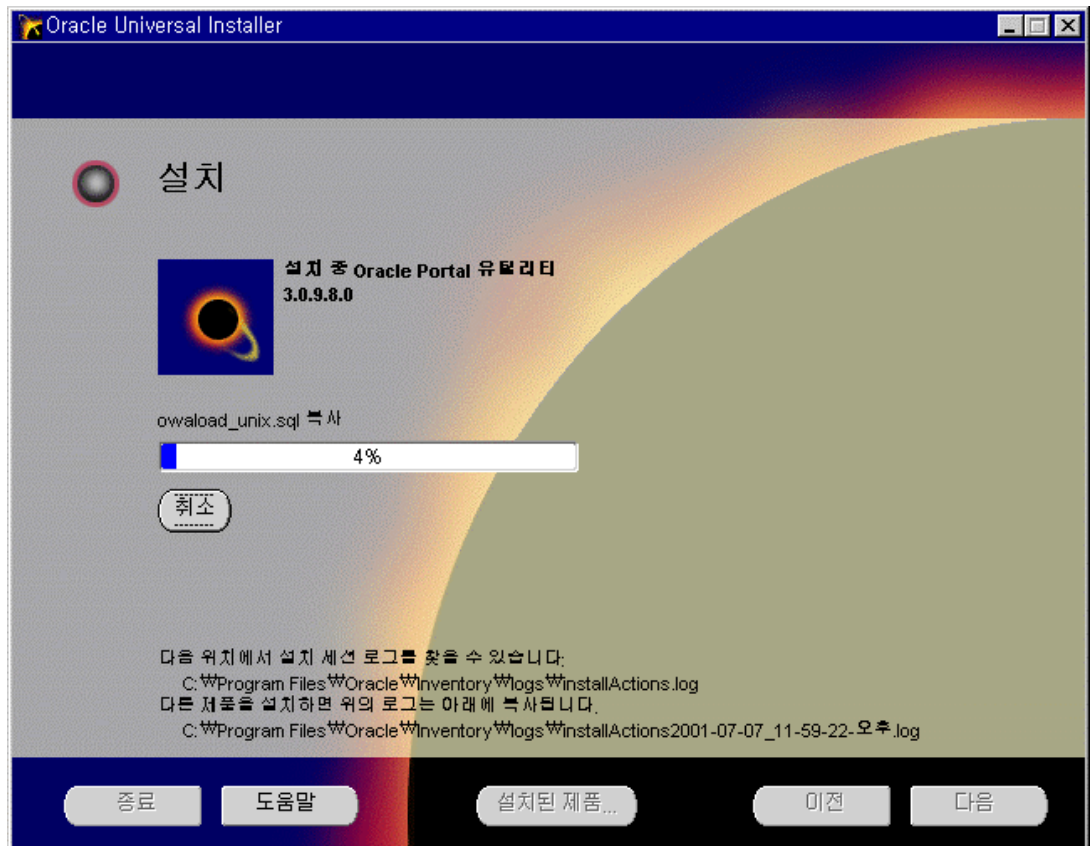 Oracle Universal Installer
설치
설치 중 Oracle Portal 유틸리티
3.0.9.8.0
owaload_unix.sql 복사
4%
취소
다음 위치에서 설치 세션 로그를 찾을 수 있습니다:
C:₩Program Files₩Oracle₩Inventory₩logs₩installActions.log
다른 제품을 설치하면 위의 로그는 아래에 복사됩니다.
C:₩Program Files₩Oracle₩Inventory₩logs₩installActions2001-07-07_11-59-22-오후.log
종료 도움말 설치된 제품... 이전 다음